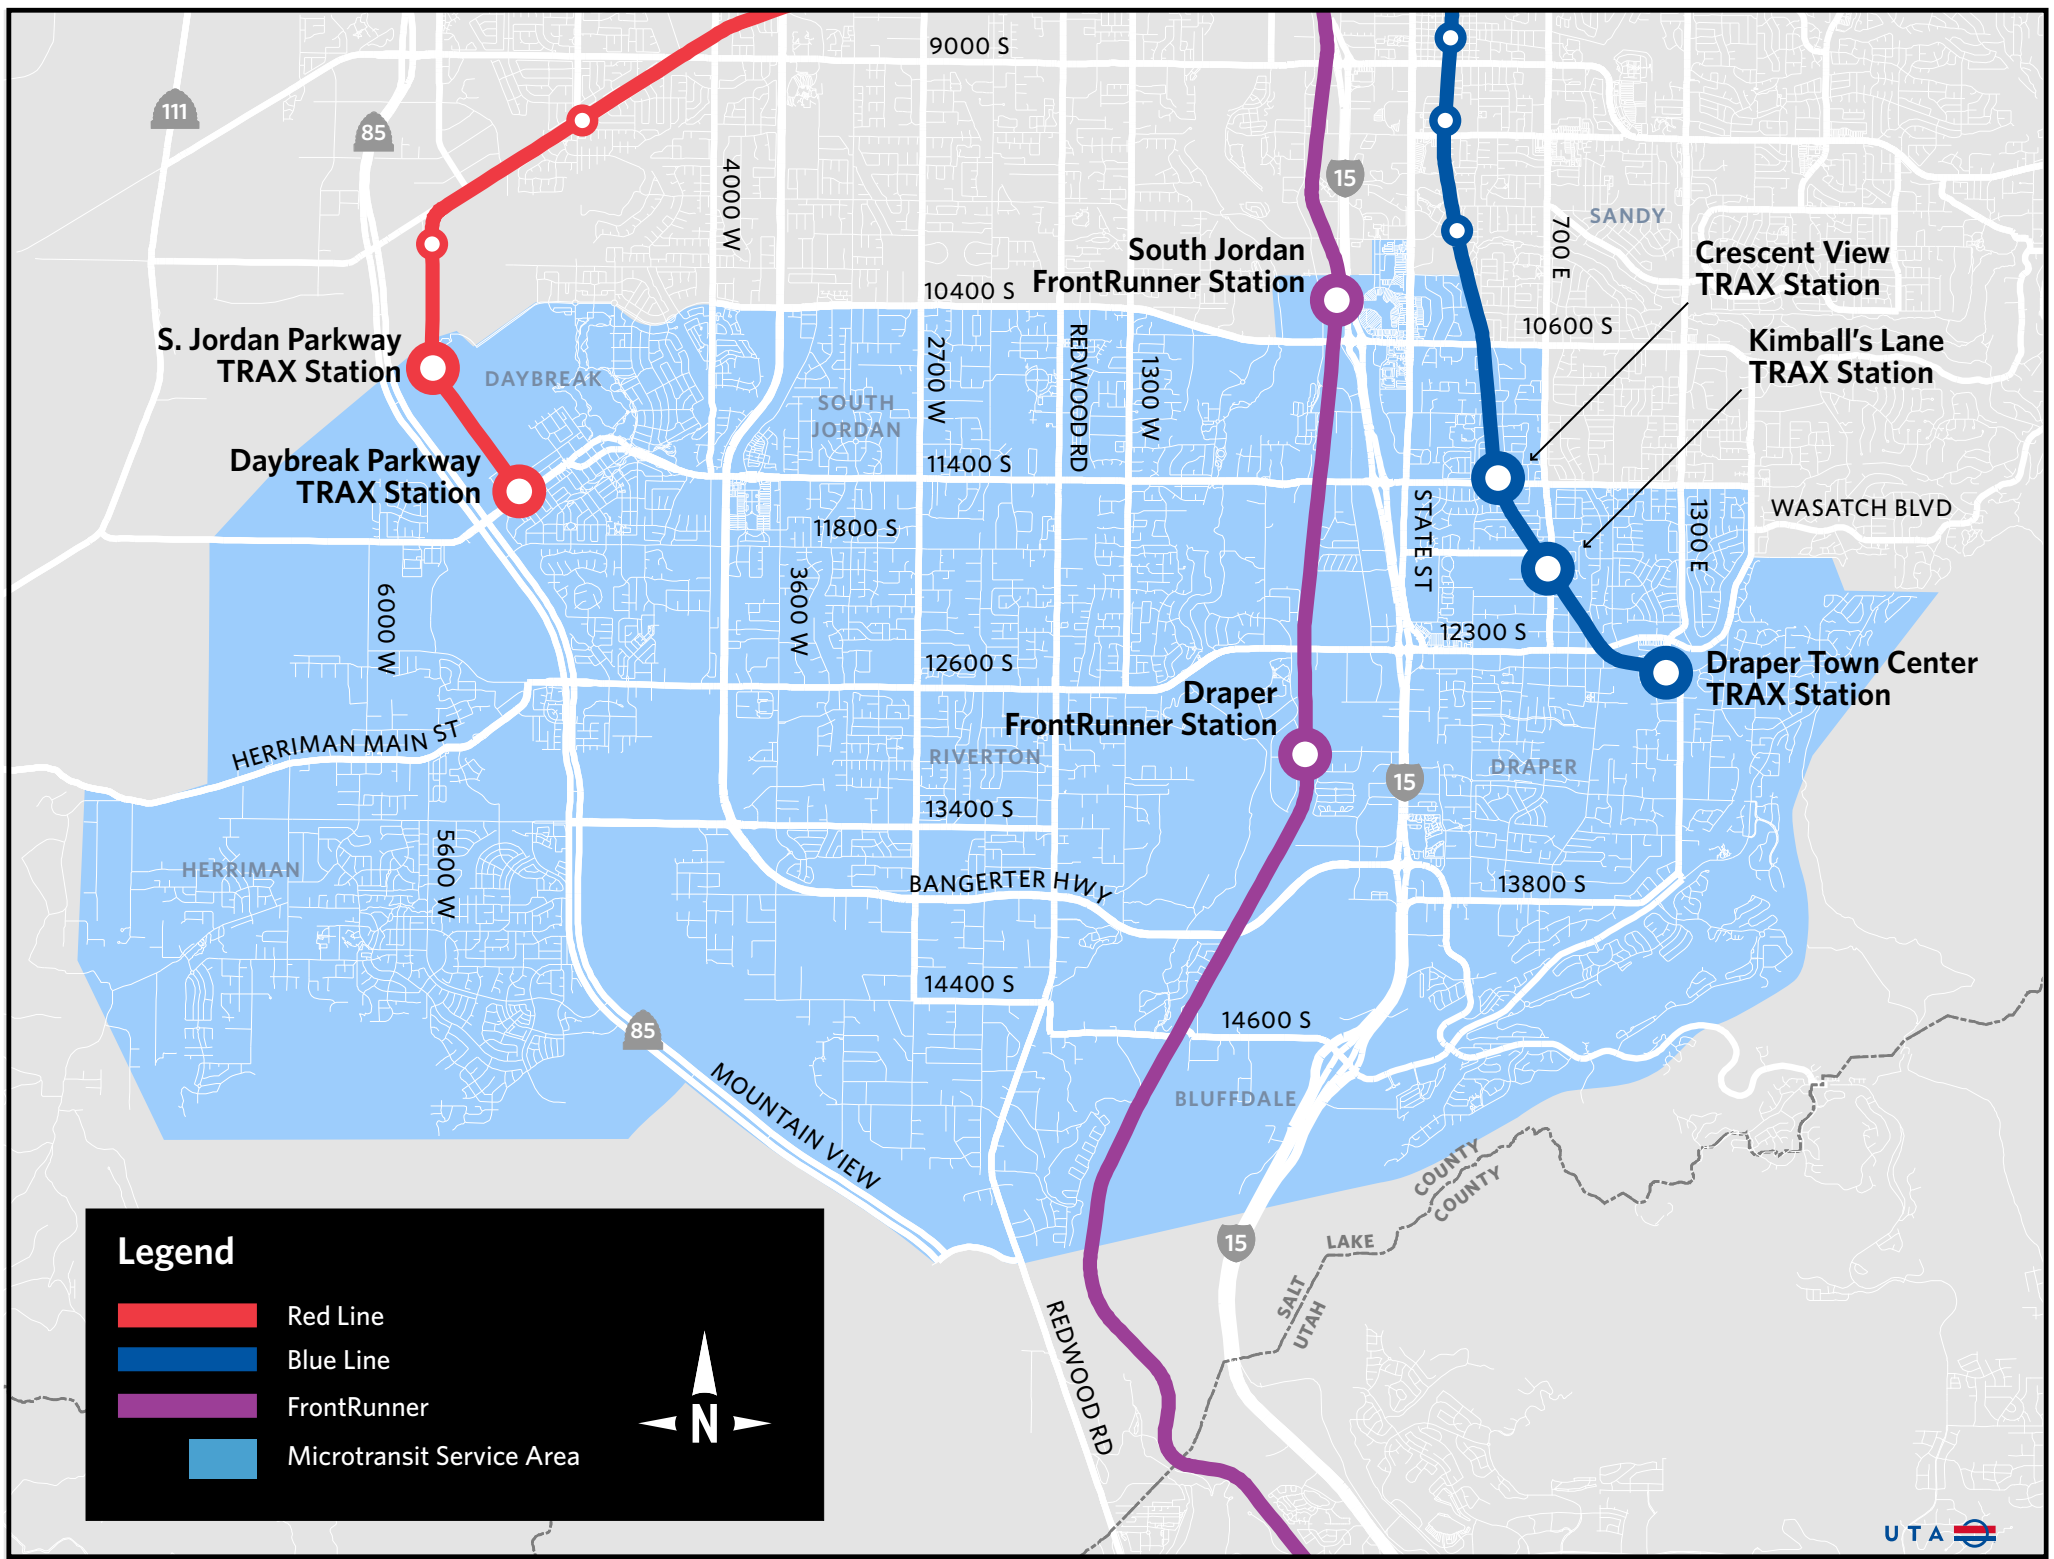 9000 S
111
85
4000 W
15
700 E
SANDY
South Jordan
FrontRunner Station
Crescent View
TRAX Station
10400 S
10600 S
S. Jordan Parkway
TRAX Station
DAYBREAK
2700 W
REDWOOD RD
1300 W
Kimball's Lane
TRAX Station
SOUTH
JORDAN
Daybreak Parkway
TRAX Station
11400 S
STATE ST
1300 E
WASATCH BLVD
11800 S
6000 W
3600 W
12300 S
12600 S
Draper Town Center
TRAX Station
Draper
FrontRunner Station
HERRIMAN MAIN ST
RIVERTON
15
DRAPER
13400 S
5600 W
HERRIMAN
BANGERTER HWY
13800 S
14400 S
85
14600 S
MOUNTAIN VIEW
BLUFFDALE
COUNTY
COUNTY
15
LAKE
SALT
UTAH
REDWOOD RD
Legend
Red Line
Blue Line
FrontRunner
Microtransit Service Area
N
UTA